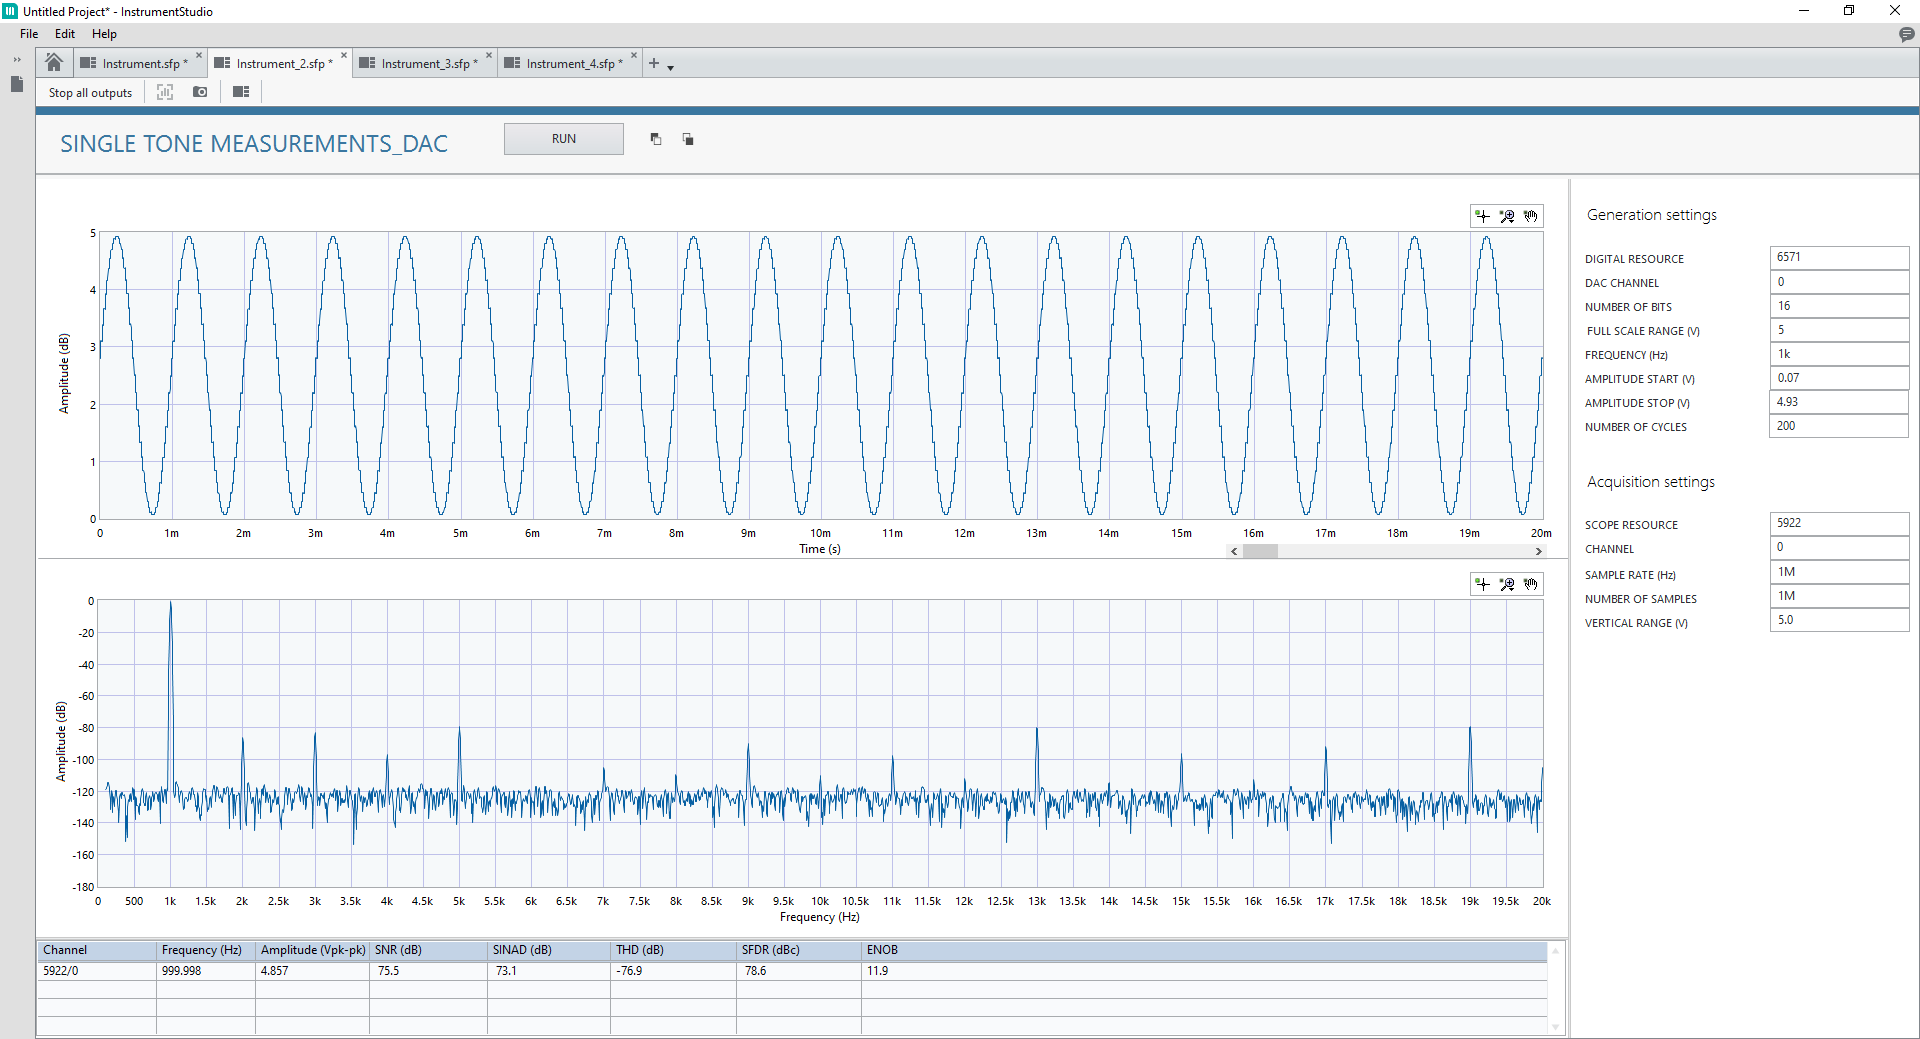 Untitled Project* - InstrumentStudio
File Edit Help
Instrument.sfp * Instrument_2.sfp * Instrument_3.sfp * Instrument_4.sfp *
Stop all outputs
SINGLE TONE MEASUREMENTS_DAC
RUN
5
4
3
2
1
0
Amplitude (dB)
0 1m 2m 3m 4m 5m 6m 7m 8m 9m 10m 11m 12m 13m 14m 15m 16m 17m 18m 19m 20m
Time (s)
0
-20
-40
-60
-80
-100
-120
-140
-160
-180
Amplitude (dB)
0 500 1k 1.5k 2k 2.5k 3k 3.5k 4k 4.5k 5k 5.5k 6k 6.5k 7k 7.5k 8k 8.5k 9k 9.5k 10k 10.5k 11k 11.5k 12k 12.5k 13k 13.5k 14k 14.5k 15k 15.5k 16k 16.5k 17k 17.5k 18k 18.5k 19k 19.5k 20k
Frequency (Hz)
Channel Frequency (Hz) Amplitude (Vpk-pk) SNR (dB) SINAD (dB) THD (dB) SFDR (dBc) ENOB
5922/0 999.998 4.857 75.5 73.1 -76.9 78.6 11.9
Generation settings
DIGITAL RESOURCE 6571
DAC CHANNEL 0
NUMBER OF BITS 16
FULL SCALE RANGE (V) 5
FREQUENCY (Hz) 1k
AMPLITUDE START (V) 0.07
AMPLITUDE STOP (V) 4.93
NUMBER OF CYCLES 200
Acquisition settings
SCOPE RESOURCE 5922
CHANNEL 0
SAMPLE RATE (Hz) 1M
NUMBER OF SAMPLES 1M
VERTICAL RANGE (V) 5.0